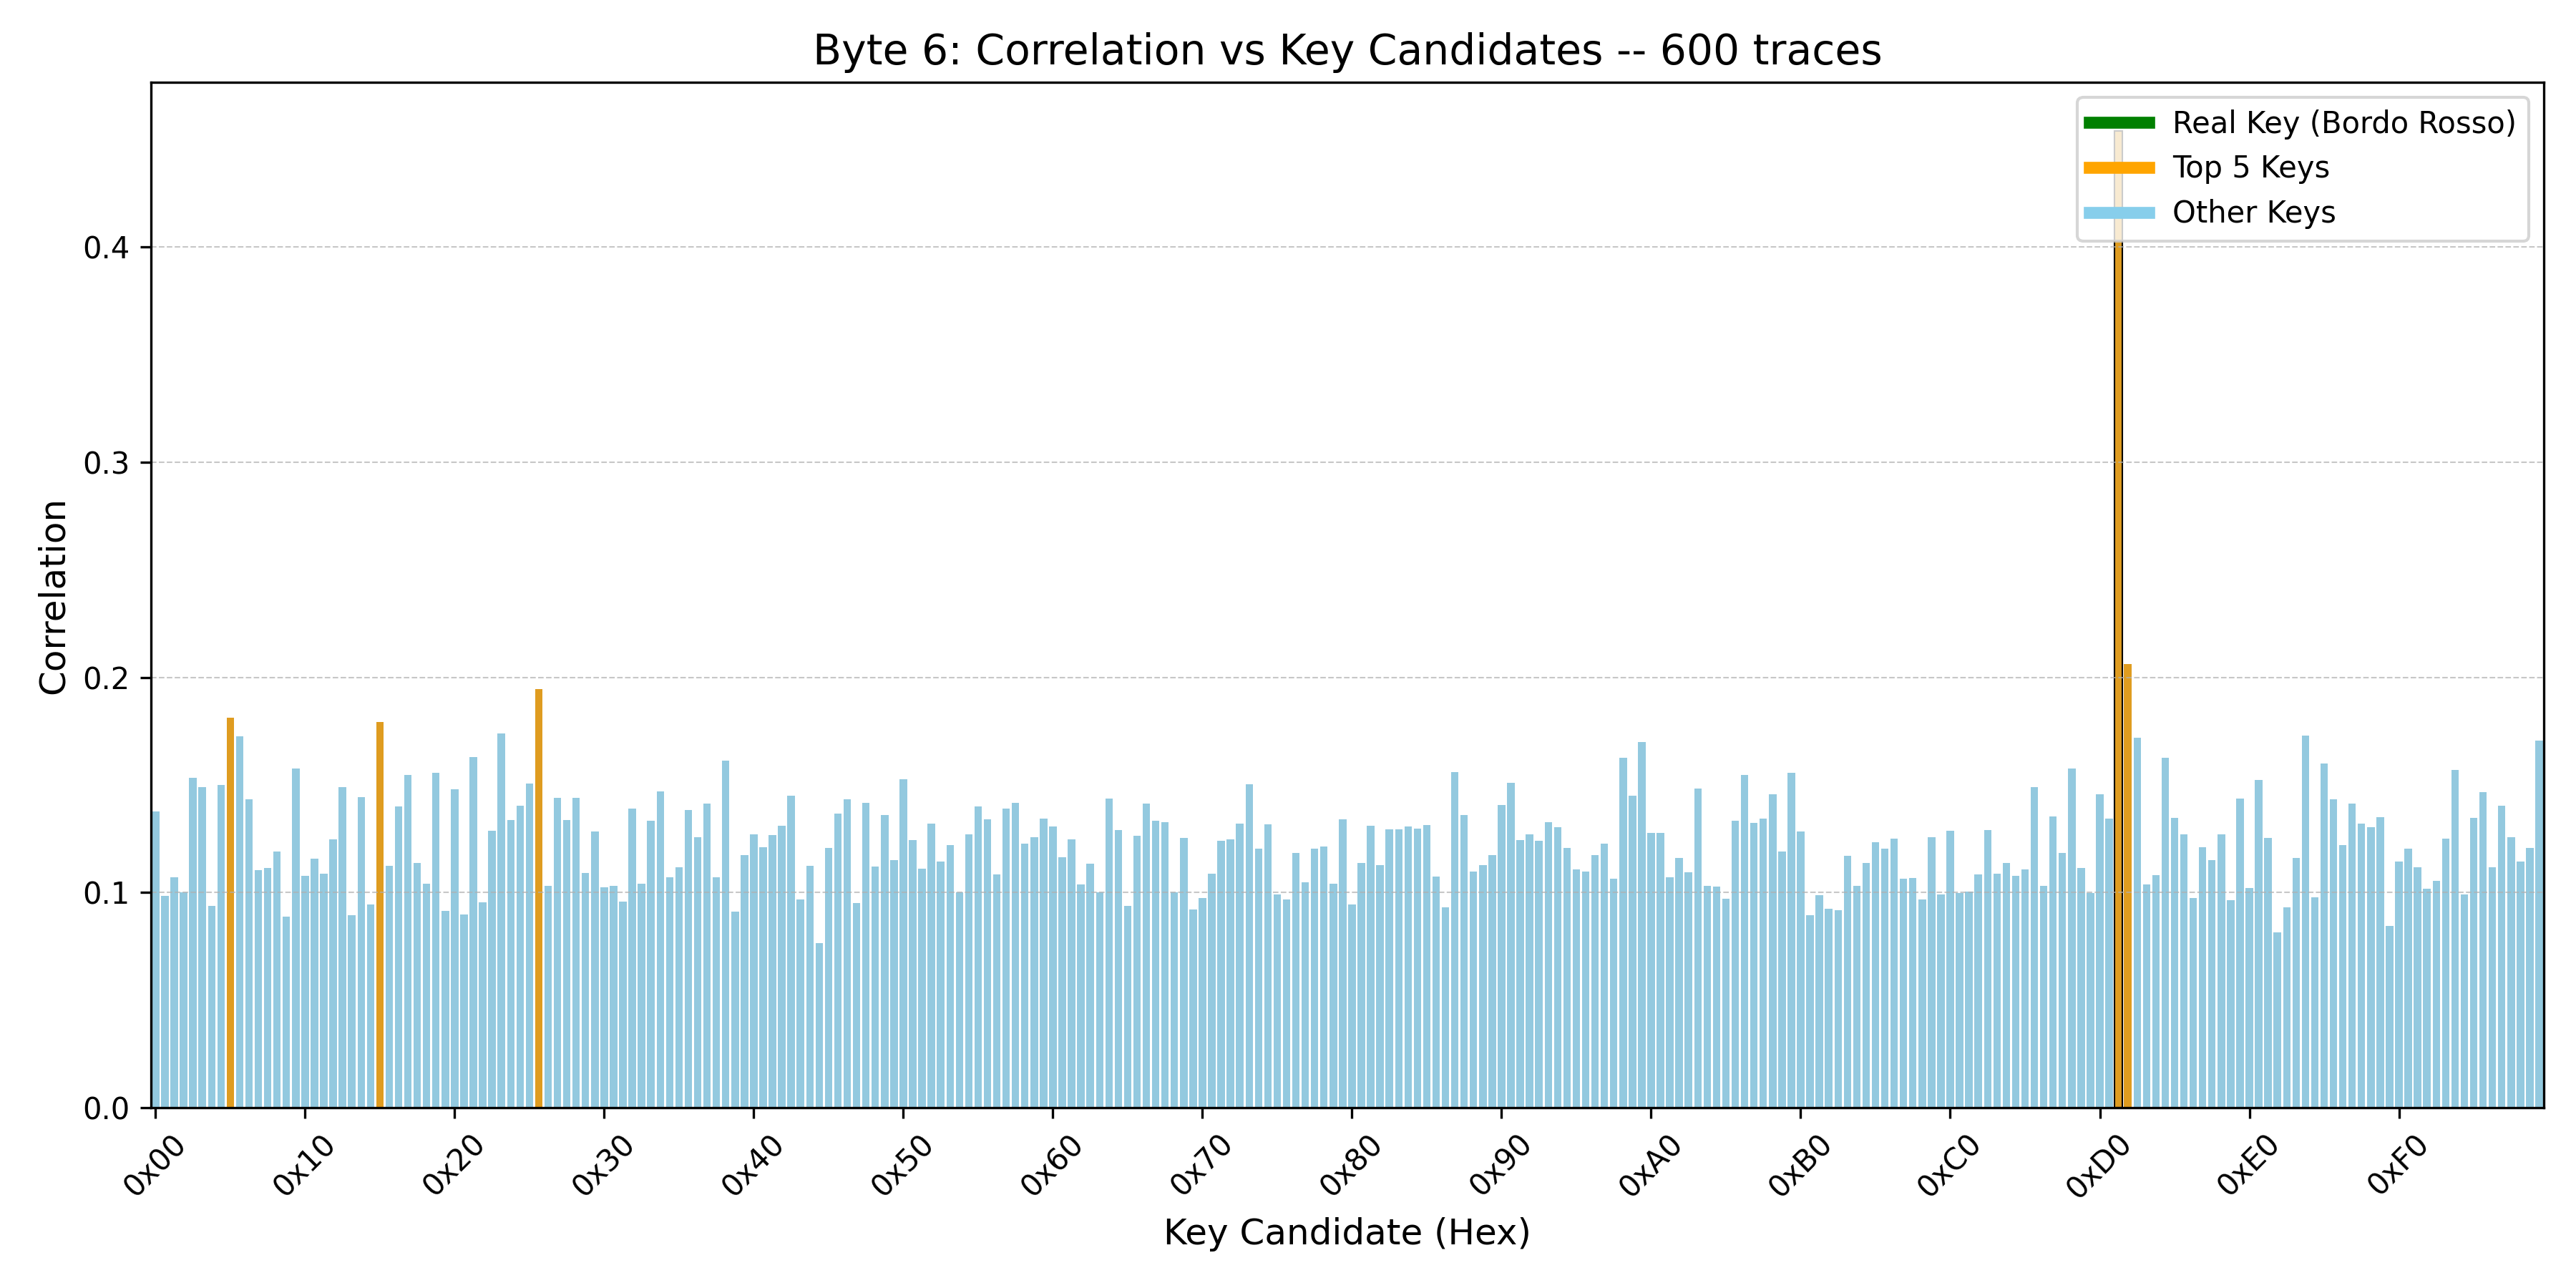 Byte 6: Correlation vs Key Candidates -- 600 traces
Real Key (Bordo Rosso)
Top 5 Keys
Other Keys
Correlation
0.4
0.3
0.2
0.1
0.0
0x00 0x10 0x20 0x30 0x40 0x50 0x60 0x70 0x80 0x90 0xA0 0xB0 0xC0 0xD0 0xE0 0xF0
Key Candidate (Hex)